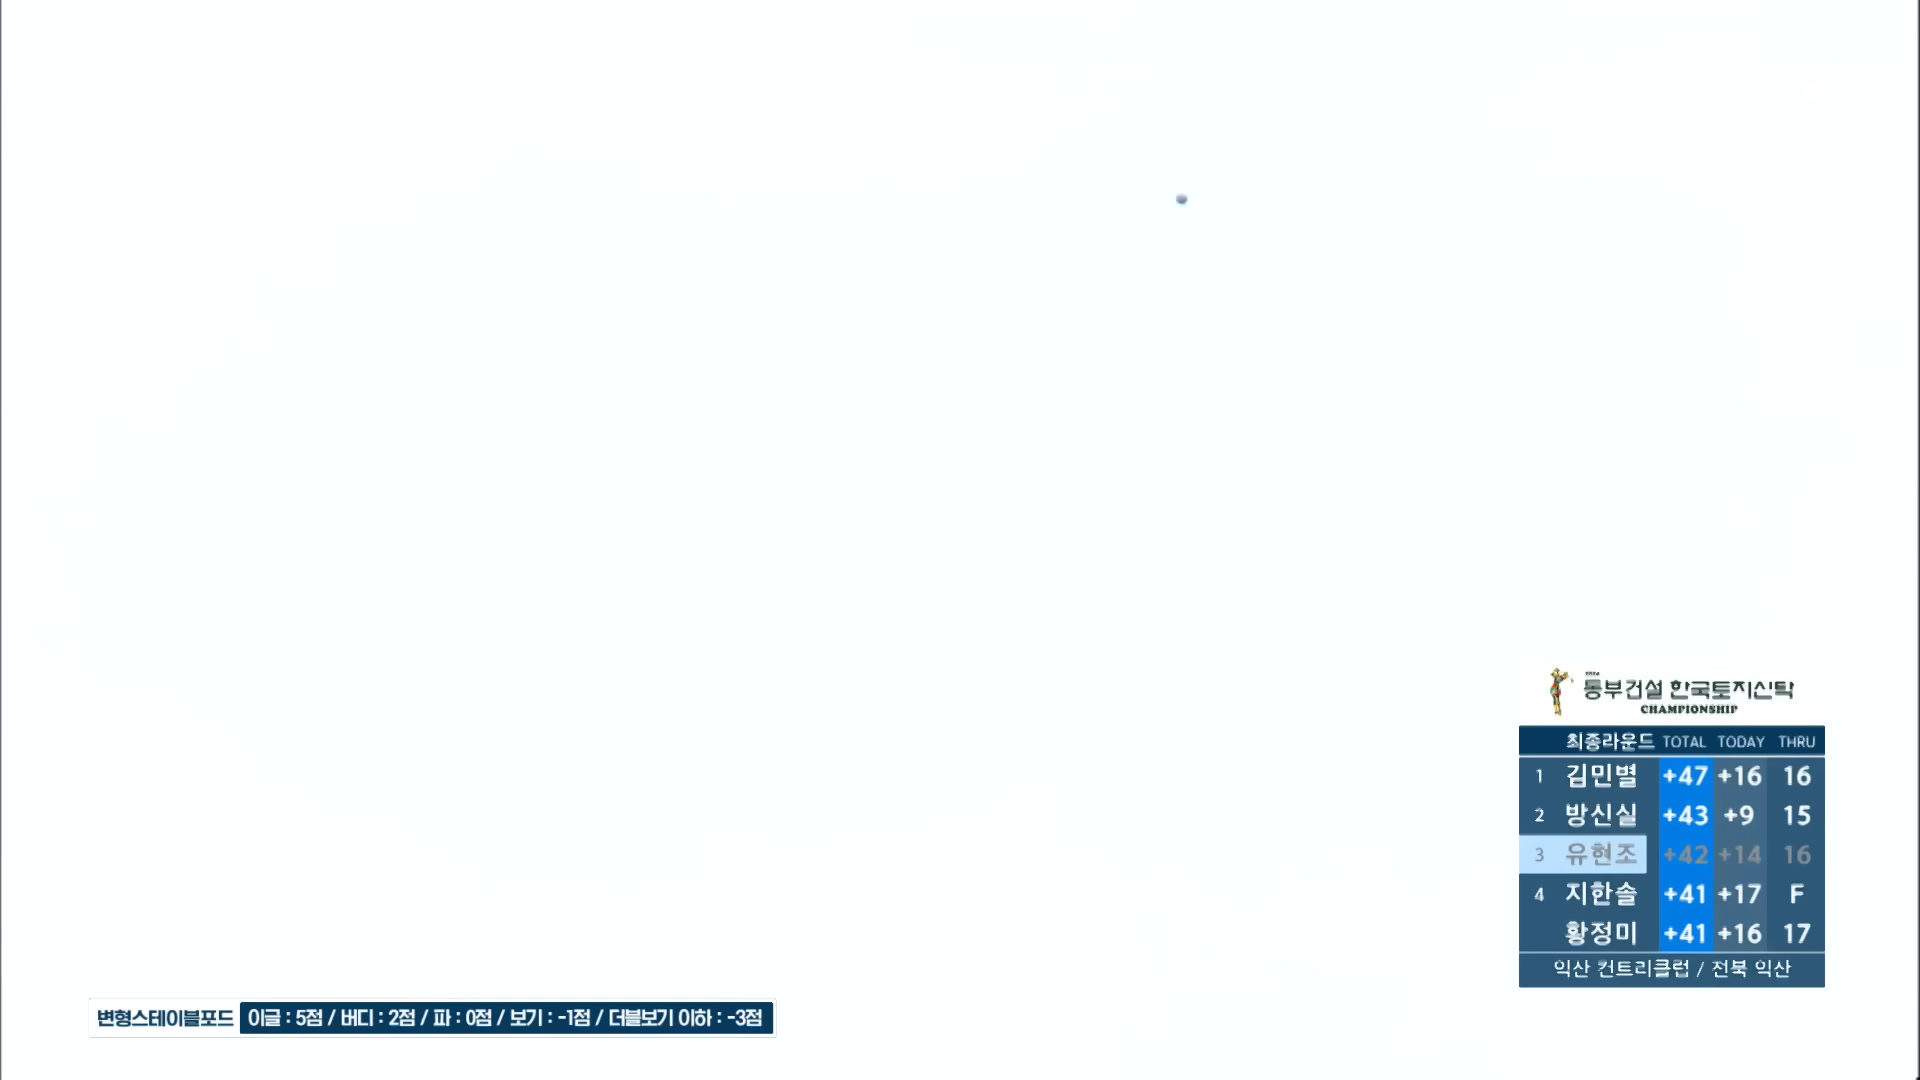 동부건설 한국토지신탁
CHAMPIONSHIP
최종라운드 TOTAL TODAY THRU
1 김민별 +47 +16 16
2 방신실 +43 +9 15
3 유현조 +42 +14 16
4 지한솔 +41 +17 F
황정미 +41 +16 17
익산 컨트리클럽 / 전북 익산
변형스테이블포드 이글 : 5점 / 버디 : 2점 / 파 : 0점 / 보기 : -1점 / 더블보기 이하 : -3점